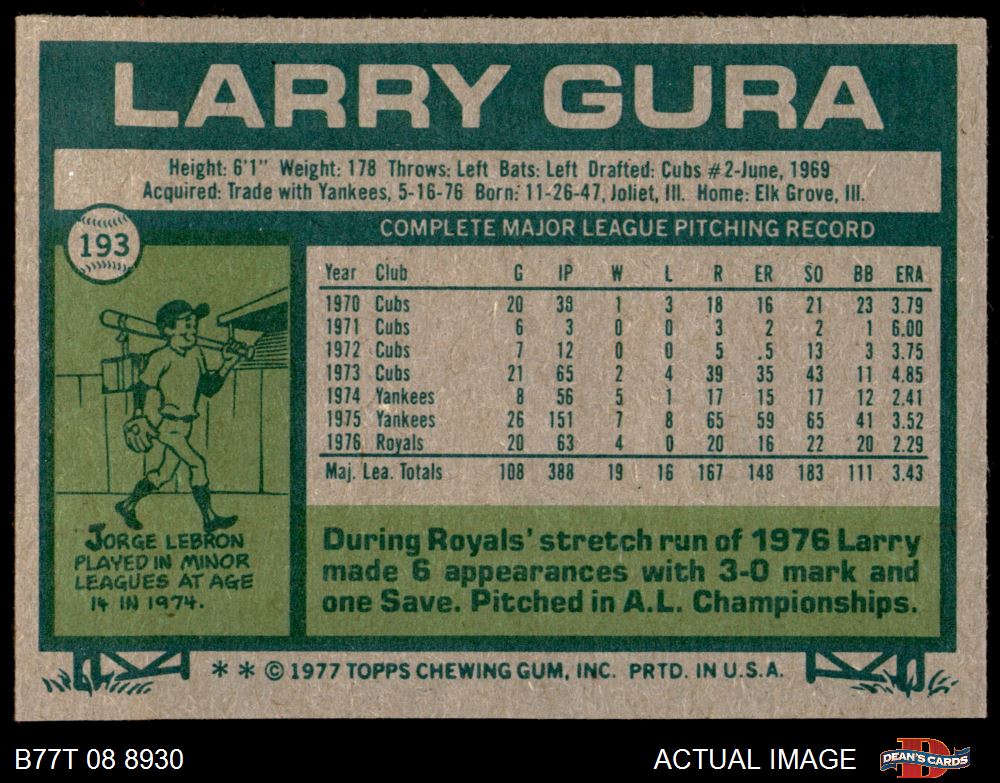 LARRY GURA
Height: 6'1" Weight: 178 Throws: Left Bats: Left Drafted: Cubs #2-June, 1969
Acquired: Trade with Yankees, 5-16-76 Born: 11-26-47, Joliet, Ill. Home: Elk Grove, Ill.
193
COMPLETE MAJOR LEAGUE PITCHING RECORD
Year Club G IP W L R ER SO BB ERA
1970 Cubs 20 39 1 3 18 16 21 23 3.79
1971 Cubs 6 3 0 0 3 2 2 1 6.00
1972 Cubs 7 12 0 0 5 .5 13 3 3.75
1973 Cubs 21 65 2 4 39 35 43 11 4.85
1974 Yankees 8 56 5 1 17 15 17 12 2.41
1975 Yankees 26 151 7 8 65 59 65 41 3.52
1976 Royals 20 63 4 0 20 16 22 20 2.29
Maj. Lea. Totals 108 388 19 16 167 148 183 111 3.43
JORGE LEBRON
PLAYED IN MINOR
LEAGUES AT AGE
14 IN 1974.
During Royals' stretch run of 1976 Larry
made 6 appearances with 3-0 mark and
one Save. Pitched in A.L. Championships.
* * © 1977 TOPPS CHEWING GUM, INC. PRTD. IN U.S.A.
B77T 08 8930
ACTUAL IMAGE
D
DEAN'S CARDS